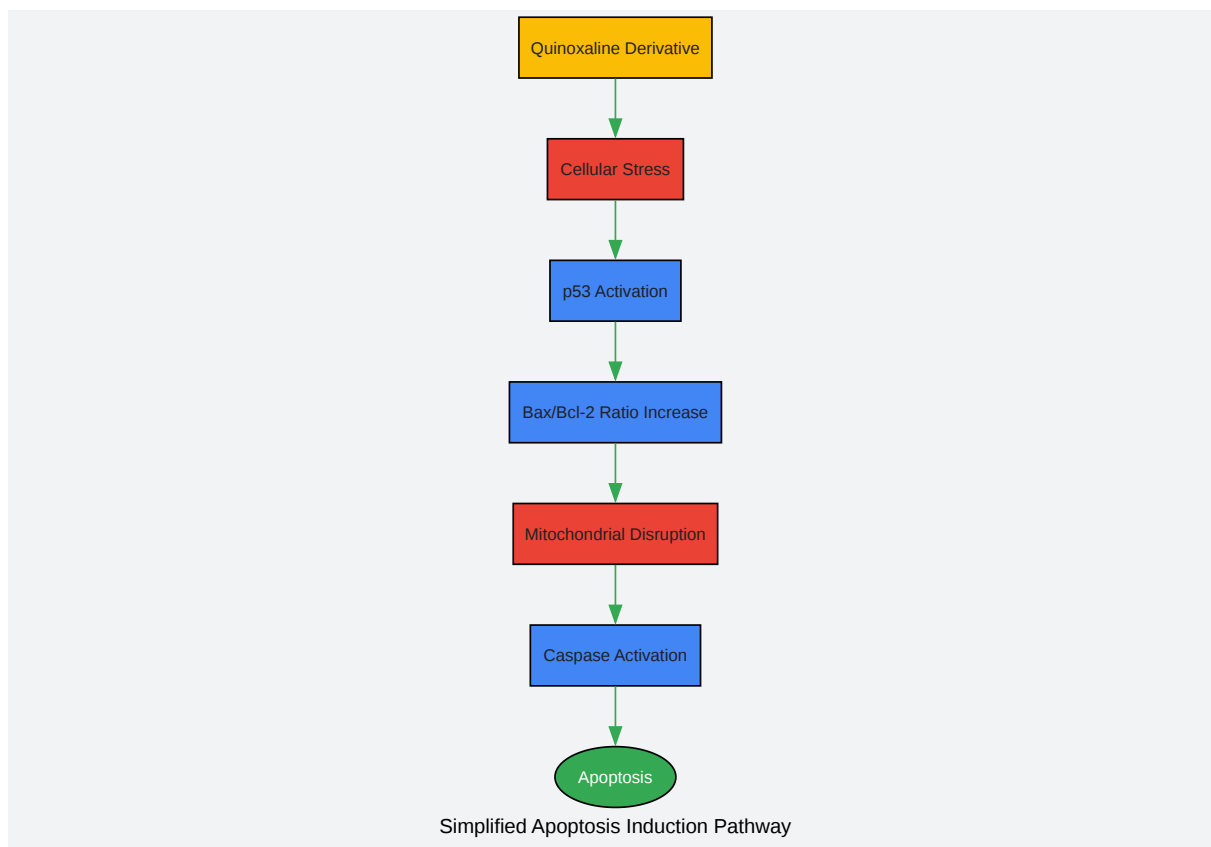 Quinoxaline Derivative
Cellular Stress
p53 Activation
Bax/Bcl-2 Ratio Increase
Mitochondrial Disruption
Caspase Activation
Apoptosis
Simplified Apoptosis Induction Pathway